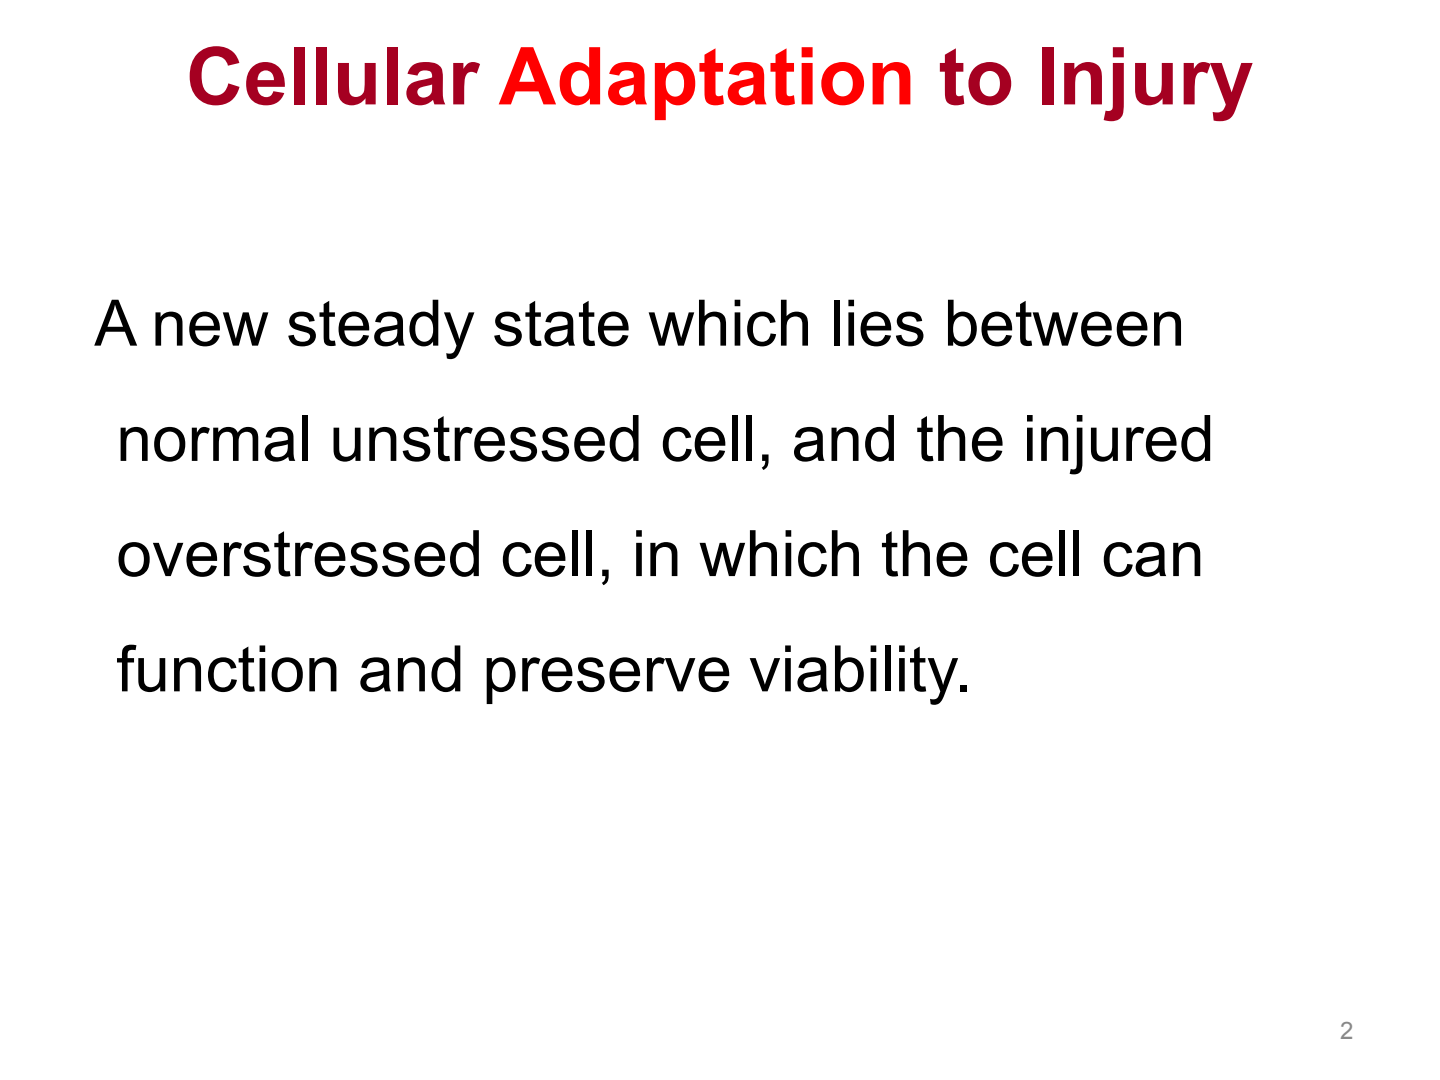 Cellular Adaptation to Injury
A new steady state which lies between
normal unstressed cell, and the injured
overstressed cell, in which the cell can
function and preserve viability.
2